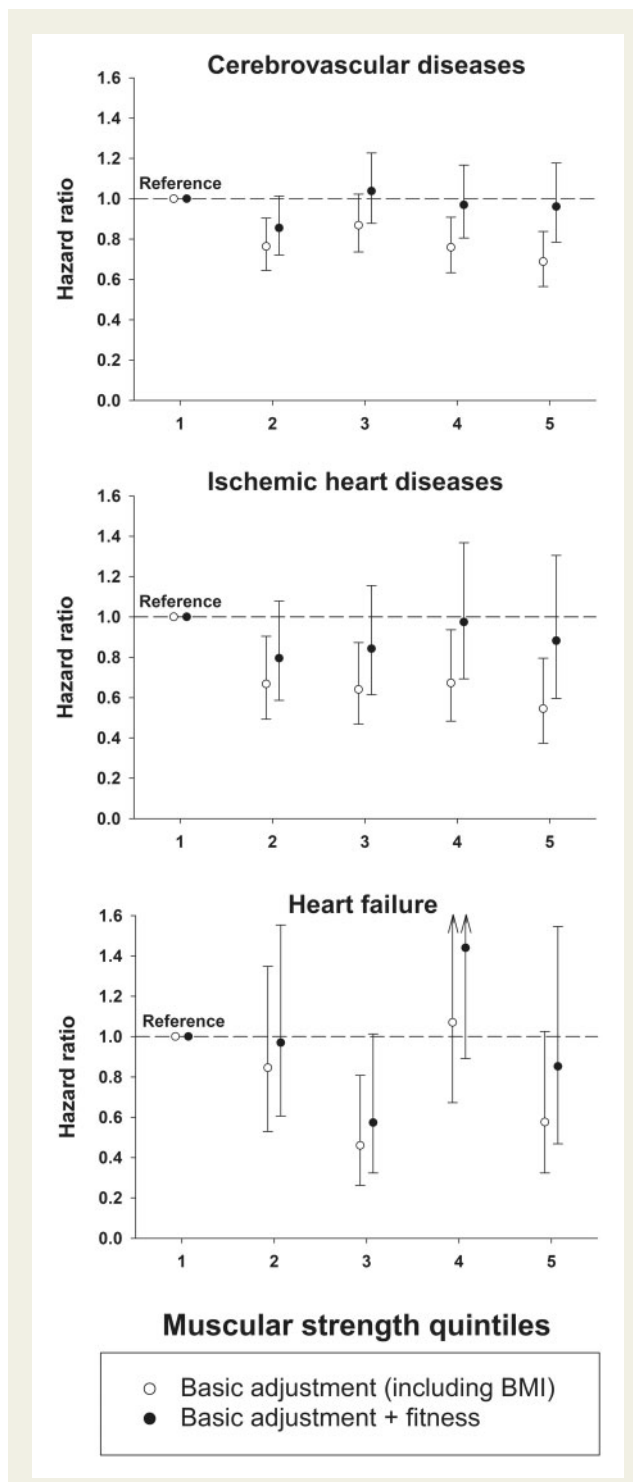 Cerebrovascular diseases
1.6
1.4
1.2
1.0
0.8
0.6
0.4
0.2
0.0
Hazard ratio
Reference
1 2 3 4 5
Ischemic heart diseases
1.6
1.4
1.2
1.0
0.8
0.6
0.4
0.2
0.0
Hazard ratio
Reference
1 2 3 4 5
Heart failure
1.6
1.4
1.2
1.0
0.8
0.6
0.4
0.2
0.0
Hazard ratio
Reference
1 2 3 4 5
Muscular strength quintiles
Basic adjustment (including BMI)
Basic adjustment + fitness